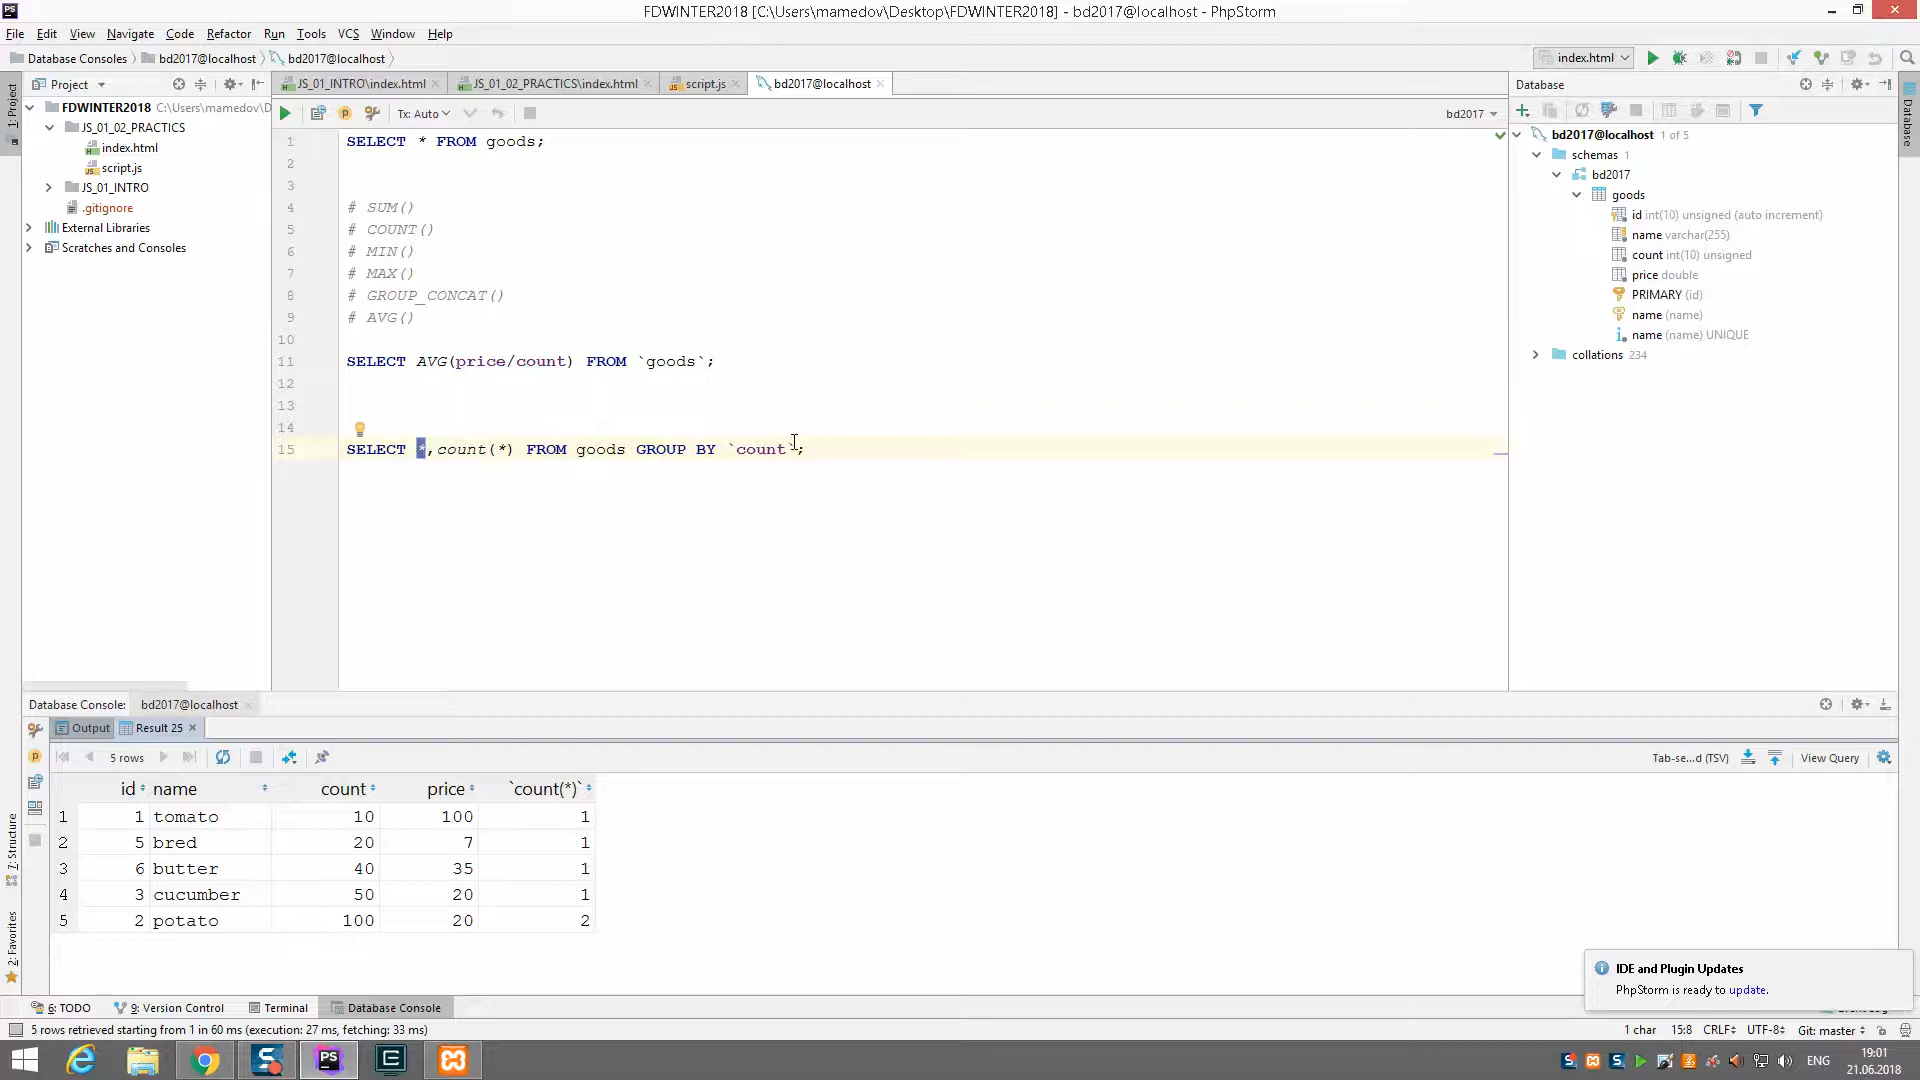 FDWINTER2018 [C:\Users\mamedov\Desktop\FDWINTER2018] - bd2017@localhost - PhpStorm
File Edit View Navigate Code Refactor Run Tools VCS Window Help
Database Consoles bd2017@localhost bd2017@localhost index.html
1: Project
Project
FDWINTER2018 C:\Users\mamedov\D
JS_01_02_PRACTICS
index.html
script.js
JS_01_INTRO
.gitignore
External Libraries
Scratches and Consoles
JS_01_INTRO\index.html JS_01_02_PRACTICS\index.html script.js bd2017@localhost
Tx: Auto bd2017
1 SELECT * FROM goods;
2
3
4 # SUM()
5 # COUNT()
6 # MIN()
7 # MAX()
8 # GROUP_CONCAT()
9 # AVG()
10
11 SELECT AVG(price/count) FROM `goods`;
12
13
14
15 SELECT *,count(*) FROM goods GROUP BY `count`;
Database
Database
bd2017@localhost 1 of 5
schemas 1
bd2017
goods
id int(10) unsigned (auto increment)
name varchar(255)
count int(10) unsigned
price double
PRIMARY (id)
name (name)
name (name) UNIQUE
collations 234
Database Console: bd2017@localhost
Output Result 25
5 rows Tab-se...d (TSV) View Query
id name count price `count(*)`
1 1 tomato 10 100 1
2 5 bred 20 7 1
3 6 butter 40 35 1
4 3 cucumber 50 20 1
5 2 potato 100 20 2
7: Structure
2: Favorites
IDE and Plugin Updates
PhpStorm is ready to update.
6: TODO 9: Version Control Terminal Database Console
5 rows retrieved starting from 1 in 60 ms (execution: 27 ms, fetching: 33 ms) 1 char 15:8 CRLF UTF-8 Git: master
ENG 19:01
21.06.2018